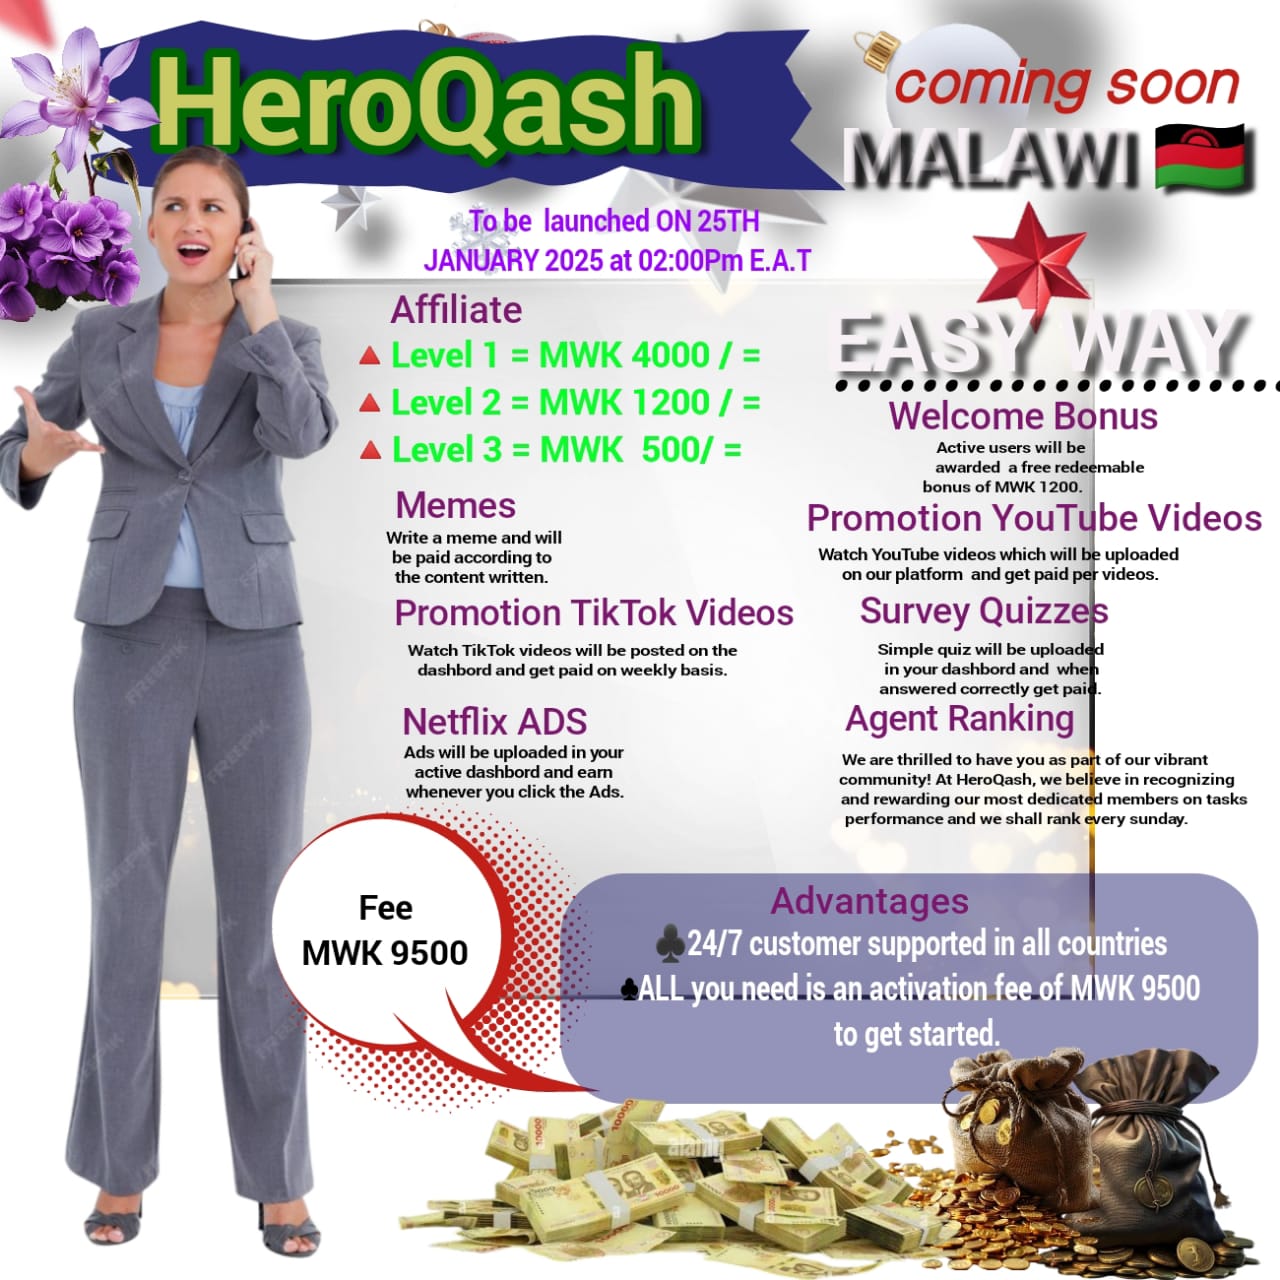 HeroQash
coming soon
MALAWI
To be launched ON 25TH
JANUARY 2025 at 02:00Pm E.A.T
Affiliate
Level 1 = MWK 4000 / =
Level 2 = MWK 1200 / =
Level 3 = MWK 500/ =
Memes
Write a meme and will
be paid according to
the content written.
Promotion TikTok Videos
Watch TikTok videos will be posted on the
dashbord and get paid on weekly basis.
Netflix ADS
Ads will be uploaded in your
active dashbord and earn
whenever you click the Ads.
EASY WAY
Welcome Bonus
Active users will be
awarded a free redeemable
bonus of MWK 1200.
Promotion YouTube Videos
Watch YouTube videos which will be uploaded
on our platform and get paid per videos.
Survey Quizzes
Simple quiz will be uploaded
in your dashbord and when
answered correctly get paid.
Agent Ranking
We are thrilled to have you as part of our vibrant
community! At HeroQash, we believe in recognizing
and rewarding our most dedicated members on tasks
performance and we shall rank every sunday.
Fee
MWK 9500
Advantages
24/7 customer supported in all countries
ALL you need is an activation fee of MWK 9500
to get started.
alamy
10000
10000
10000